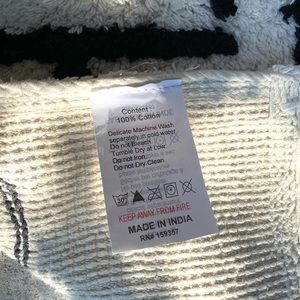 Content :
100% Cotton
Delicate Machine Wash
separately in cold water
Do not Bleach
Tumble Dry at Low.
Do not Iron.
Do not Dry Clean.
30°
KEEP AWAY FROM FIRE
MADE IN INDIA
RN# 159357